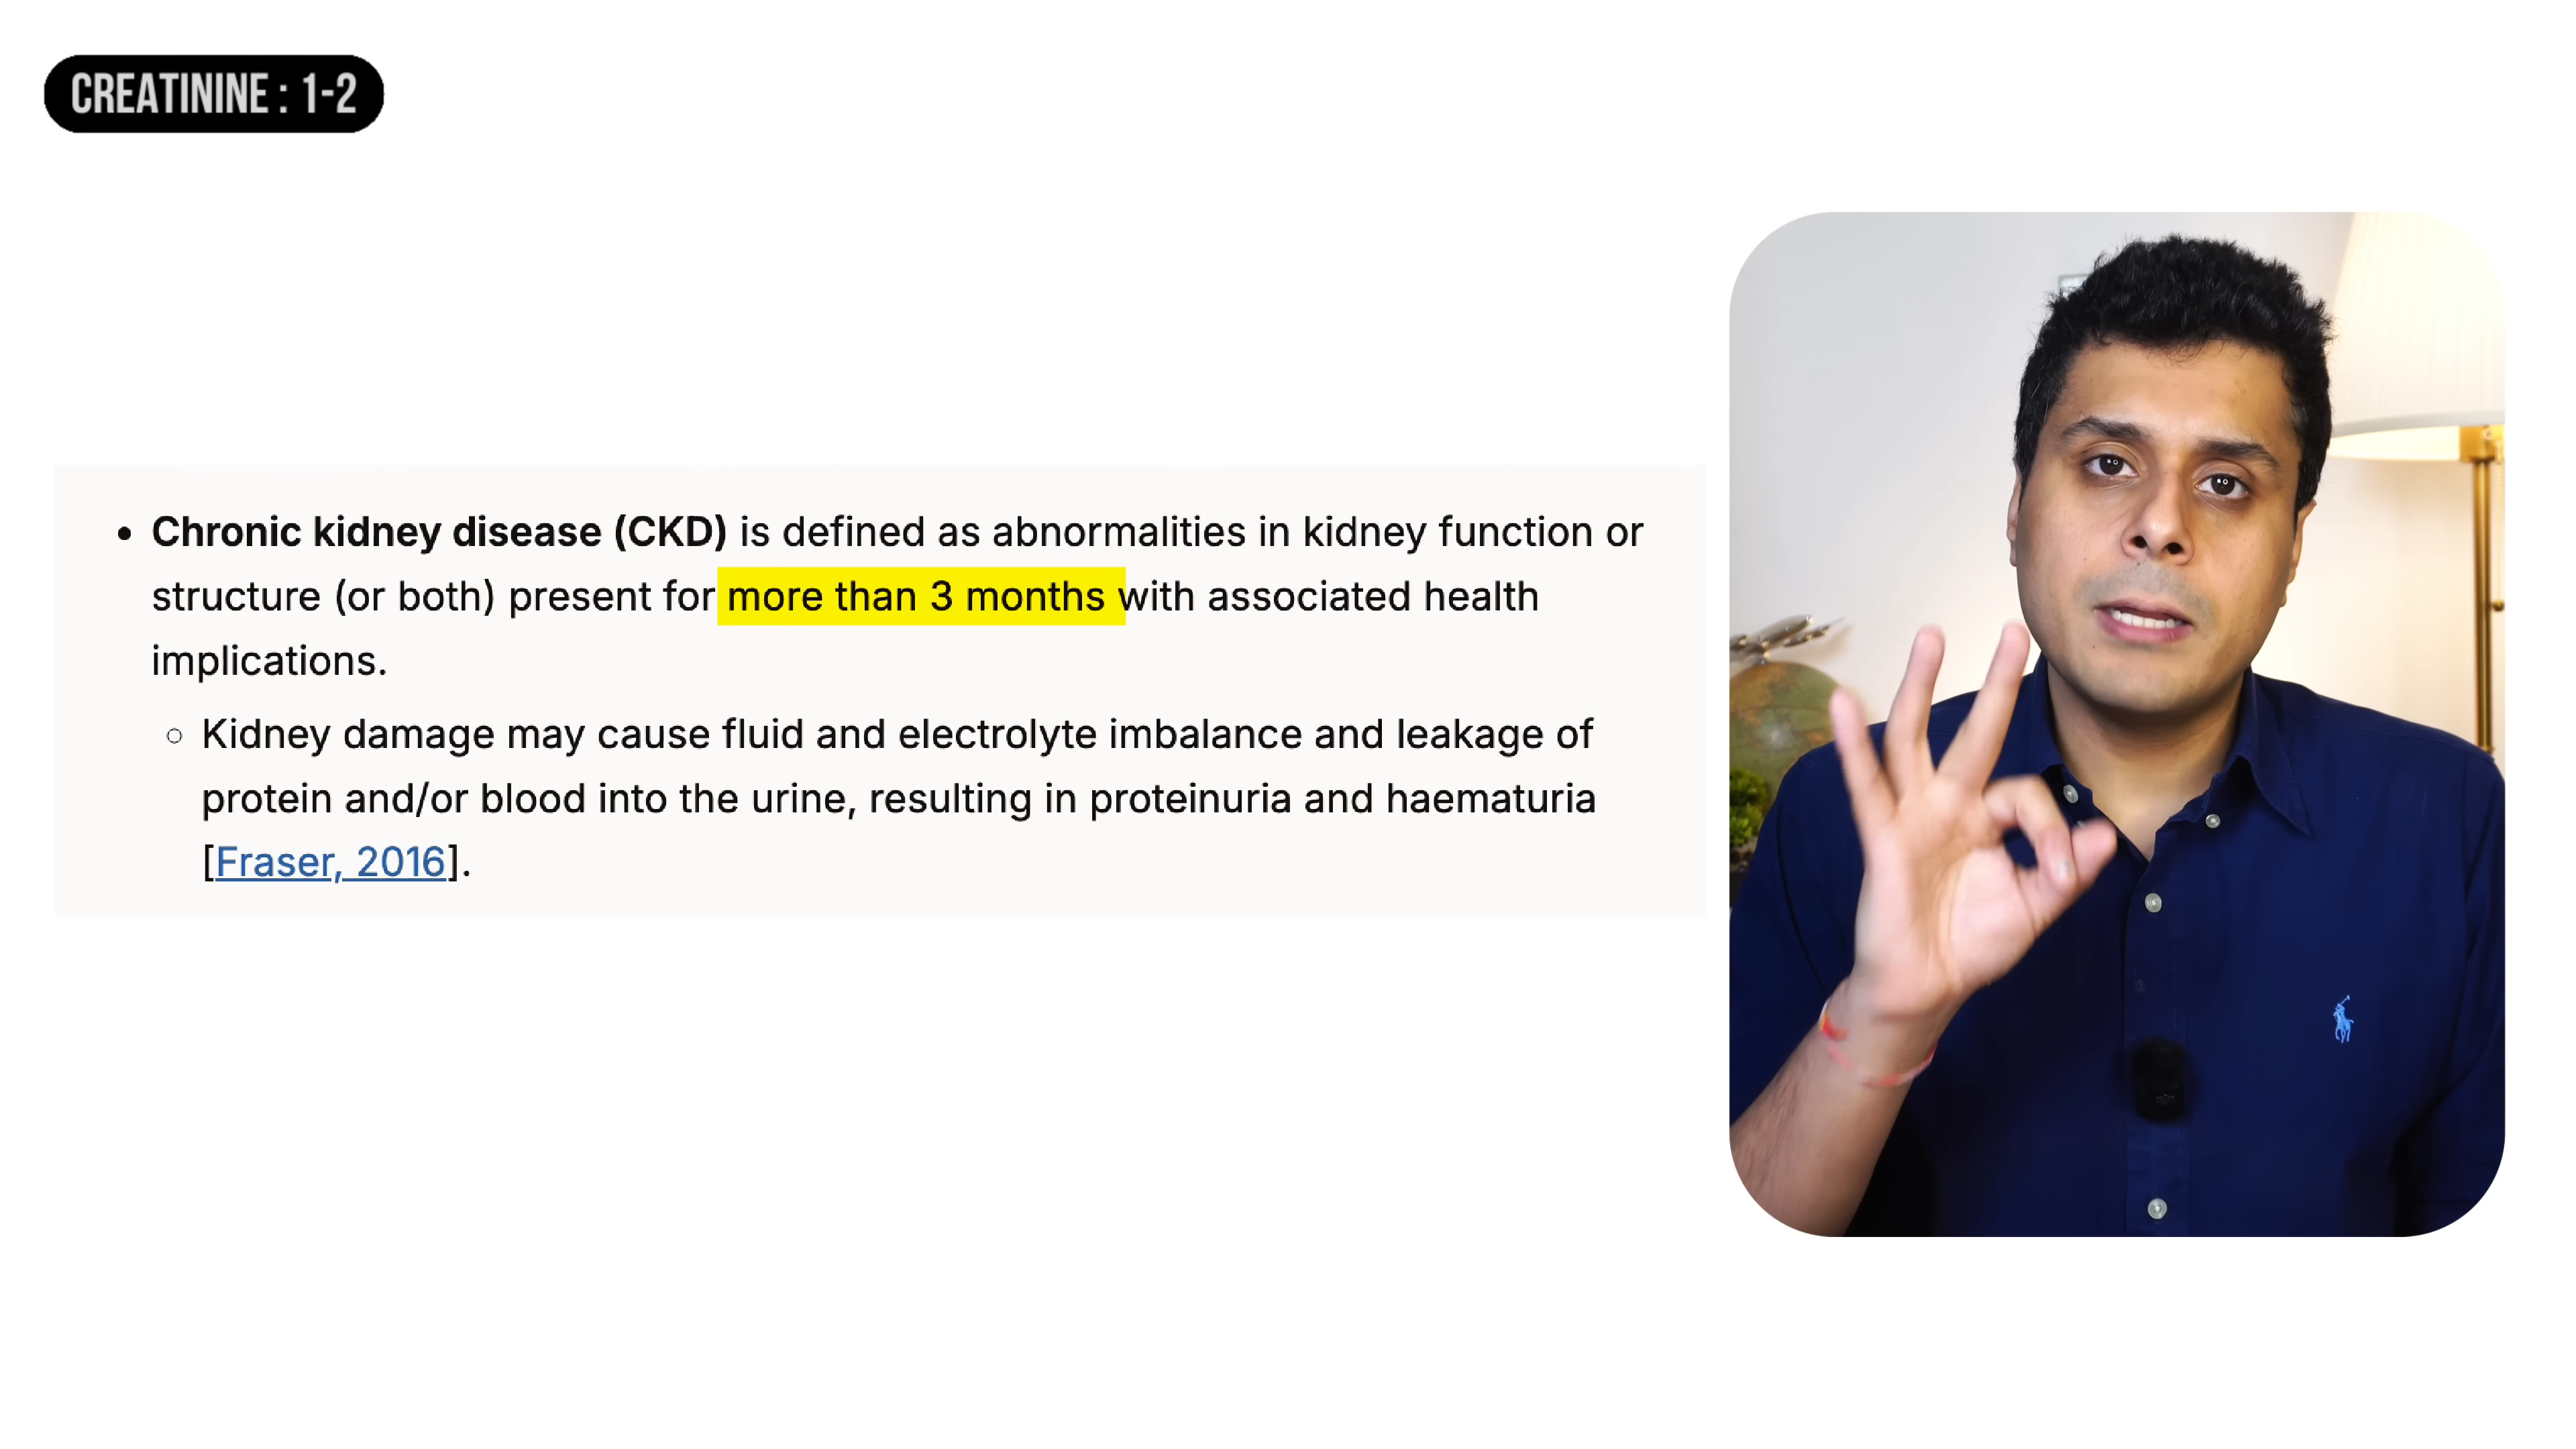 CREATININE : 1-2
• Chronic kidney disease (CKD) is defined as abnormalities in kidney function or
structure (or both) present for more than 3 months with associated health
implications.
○ Kidney damage may cause fluid and electrolyte imbalance and leakage of
protein and/or blood into the urine, resulting in proteinuria and haematuria
[Fraser, 2016].